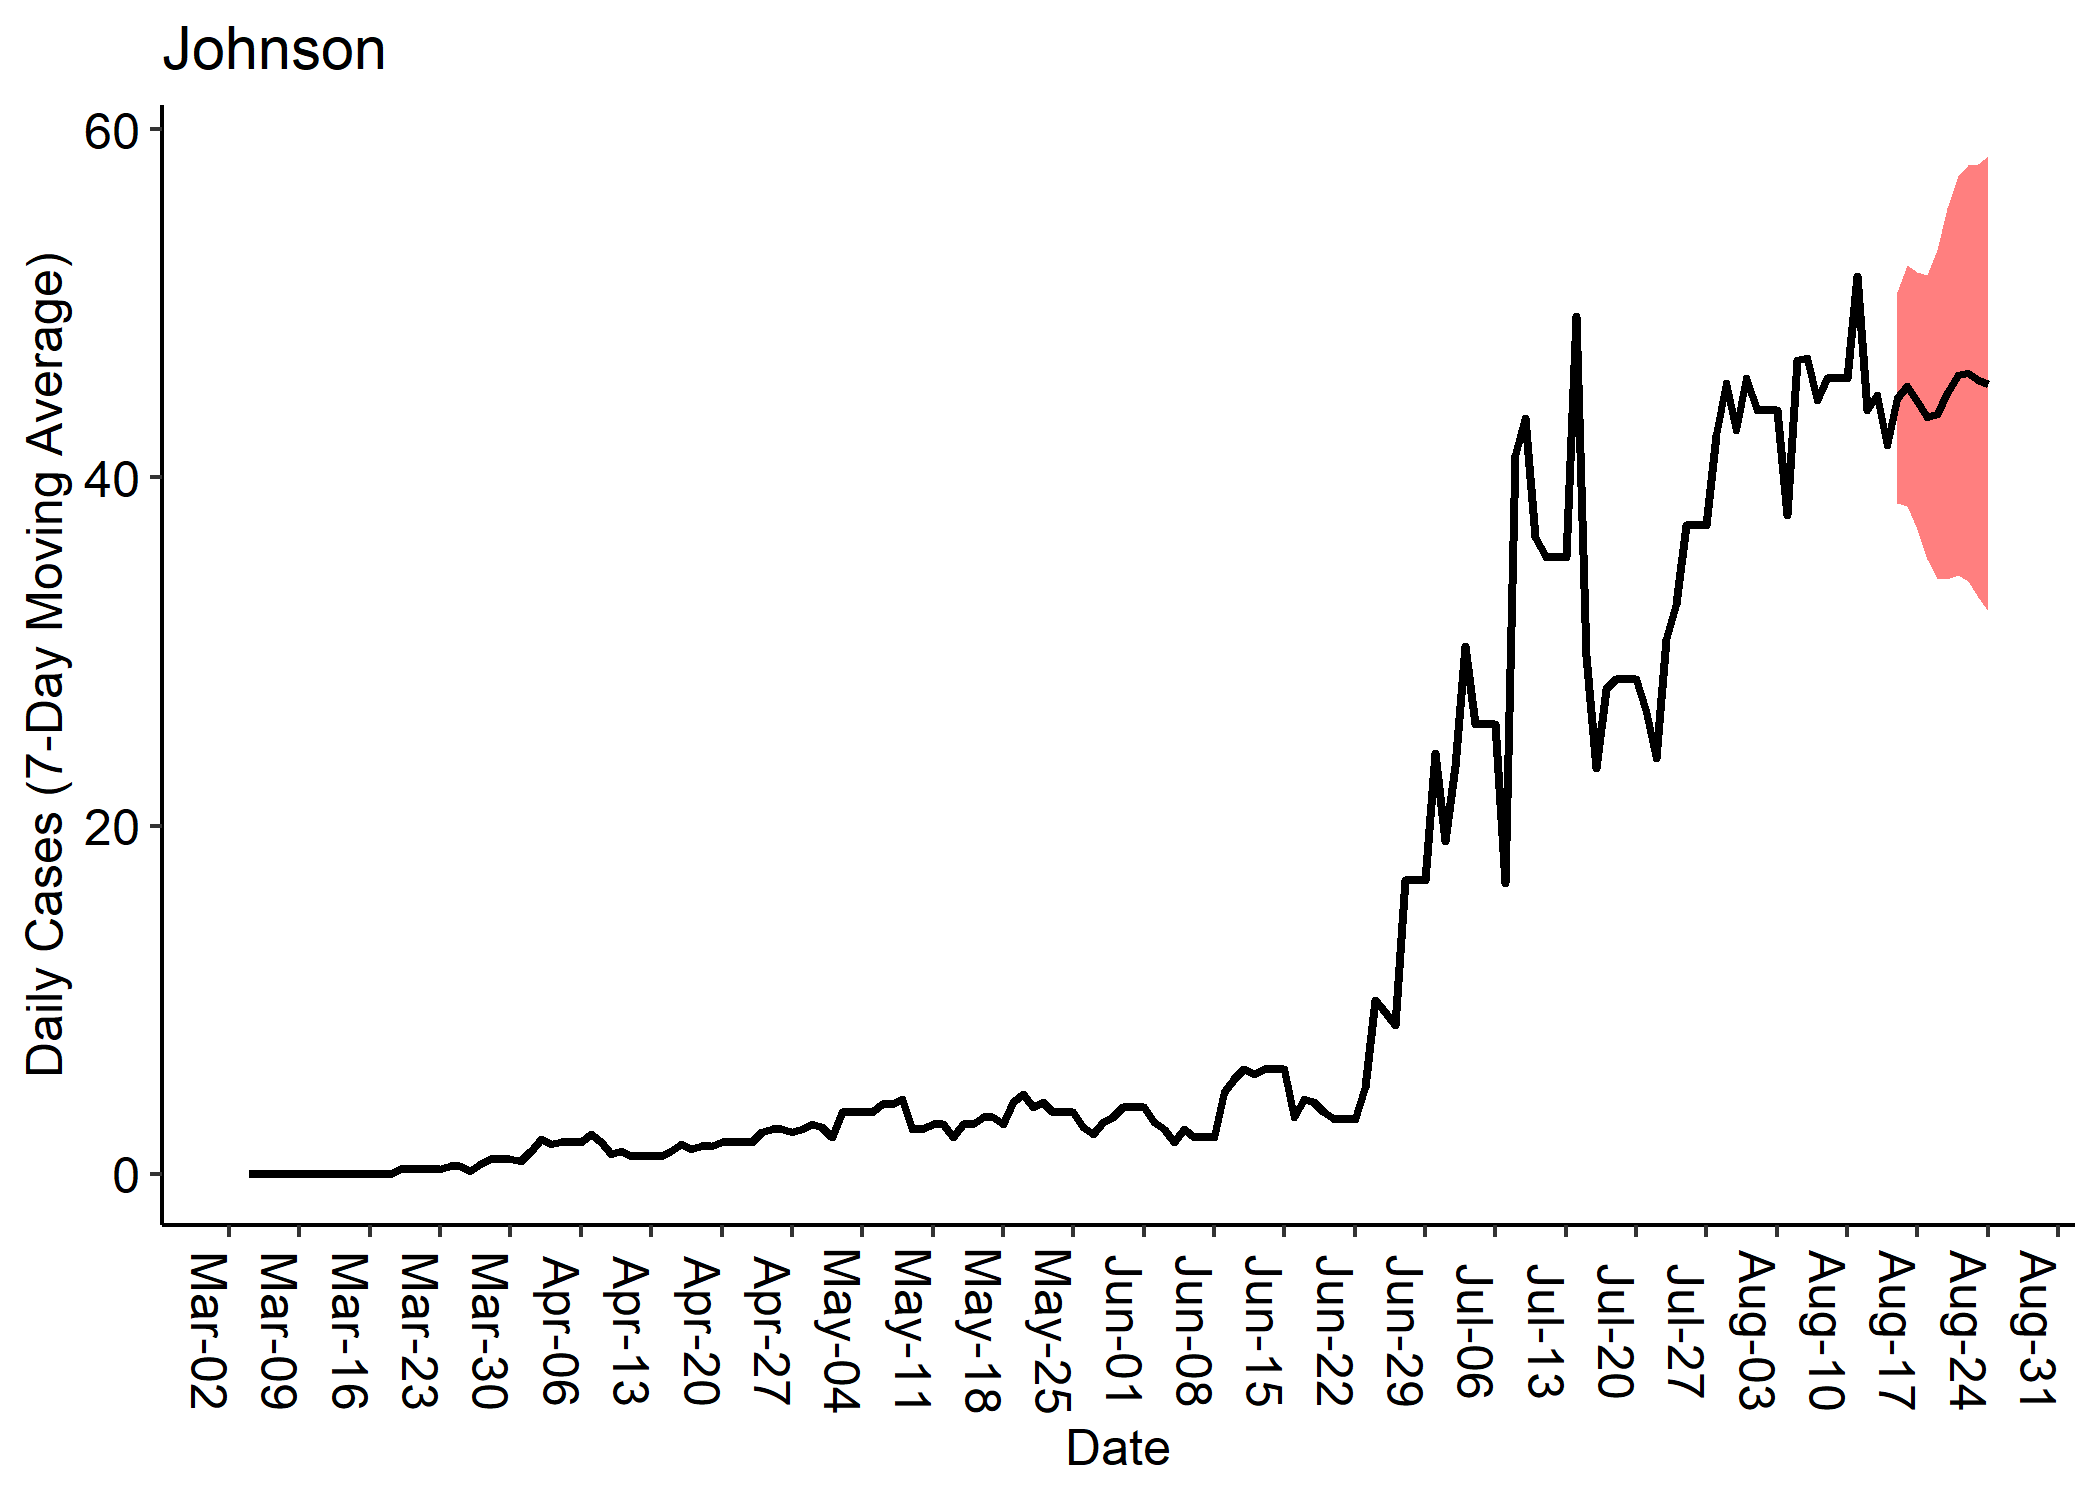 Johnson
Daily Cases (7-Day Moving Average)
60
40
20
0
Mar-02
Mar-09
Mar-16
Mar-23
Mar-30
Apr-06
Apr-13
Apr-20
Apr-27
May-04
May-11
May-18
May-25
Jun-01
Jun-08
Jun-15
Jun-22
Jun-29
Jul-06
Jul-13
Jul-20
Jul-27
Aug-03
Aug-10
Aug-17
Aug-24
Aug-31
Date